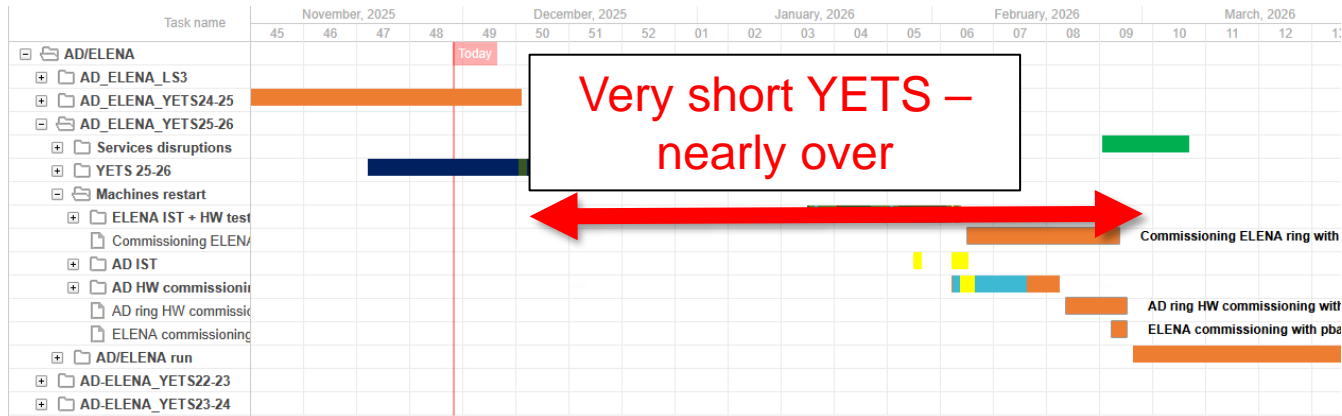 Task name
November, 2025 December, 2025 January, 2026 February, 2026 March, 2026
45 46 47 48 49 50 51 52 01 02 03 04 05 06 07 08 09 10 11 12 13
AD/ELENA
Today
AD_ELENA_LS3
AD_ELENA_YETS24-25
AD_ELENA_YETS25-26
Very short YETS –
nearly over
Services disruptions
YETS 25-26
Machines restart
ELENA IST + HW test
Commissioning ELENA
Commissioning ELENA ring with
AD IST
AD HW commissioni
AD ring HW commissio
AD ring HW commissioning with
ELENA commissioning
ELENA commissioning with pba
AD/ELENA run
AD-ELENA_YETS22-23
AD-ELENA_YETS23-24